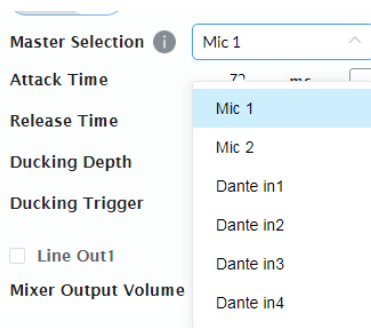 Master Selection i Mic 1
Attack Time
Mic 1
Release Time
Mic 2
Ducking Depth
Dante in1
Ducking Trigger
Dante in2
Line Out1
Dante in3
Mixer Output Volume
Dante in4